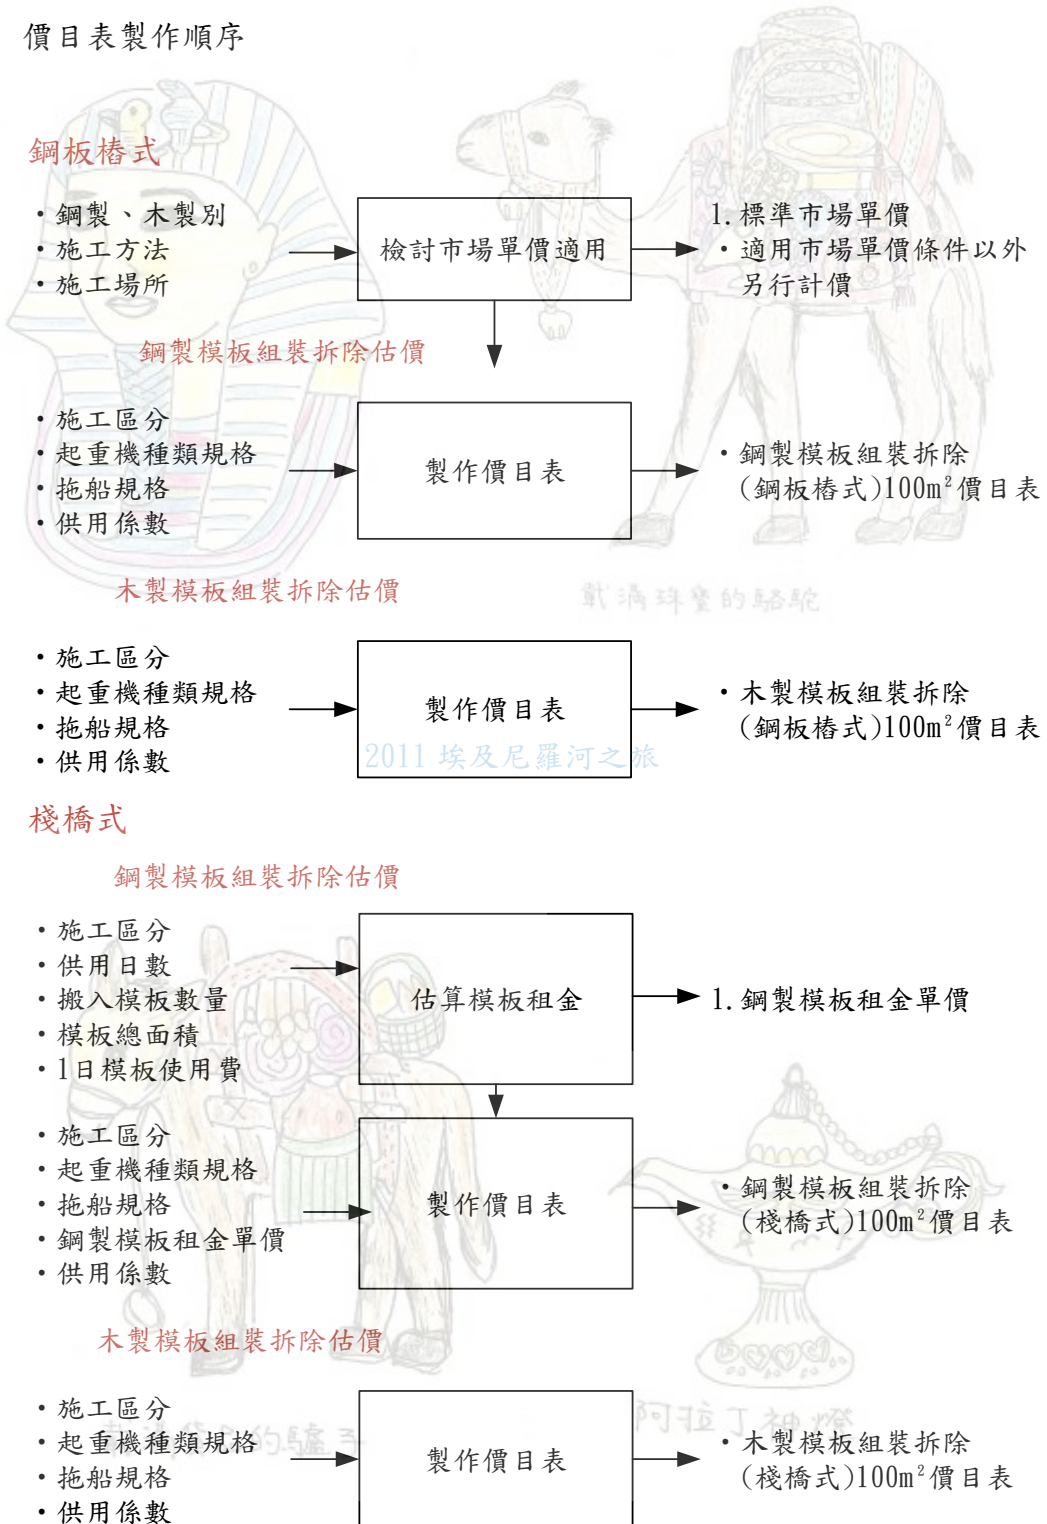 價目表製作順序
鋼板樁式
・鋼製、木製別
・施工方法
・施工場所
檢討市場單價適用
1.標準市場單價
・適用市場單價條件以外
另行計價
鋼製模板組裝拆除估價
・施工區分
・起重機種類規格
・拖船規格
・供用係數
製作價目表
・鋼製模板組裝拆除
(鋼板樁式)100m²價目表
木製模板組裝拆除估價
戴滿珠寶的駱駝
・施工區分
・起重機種類規格
・拖船規格
・供用係數
製作價目表
・木製模板組裝拆除
(鋼板樁式)100m²價目表
2011 埃及尼羅河之旅
棧橋式
鋼製模板組裝拆除估價
・施工區分
・供用日數
・搬入模板數量
・模板總面積
・1日模板使用費
估算模板租金
1.鋼製模板租金單價
・施工區分
・起重機種類規格
・拖船規格
・鋼製模板租金單價
・供用係數
製作價目表
・鋼製模板組裝拆除
(棧橋式)100m²價目表
木製模板組裝拆除估價
阿拉丁神燈
・施工區分
・起重機種類規格
・拖船規格
・供用係數
製作價目表
・木製模板組裝拆除
(棧橋式)100m²價目表